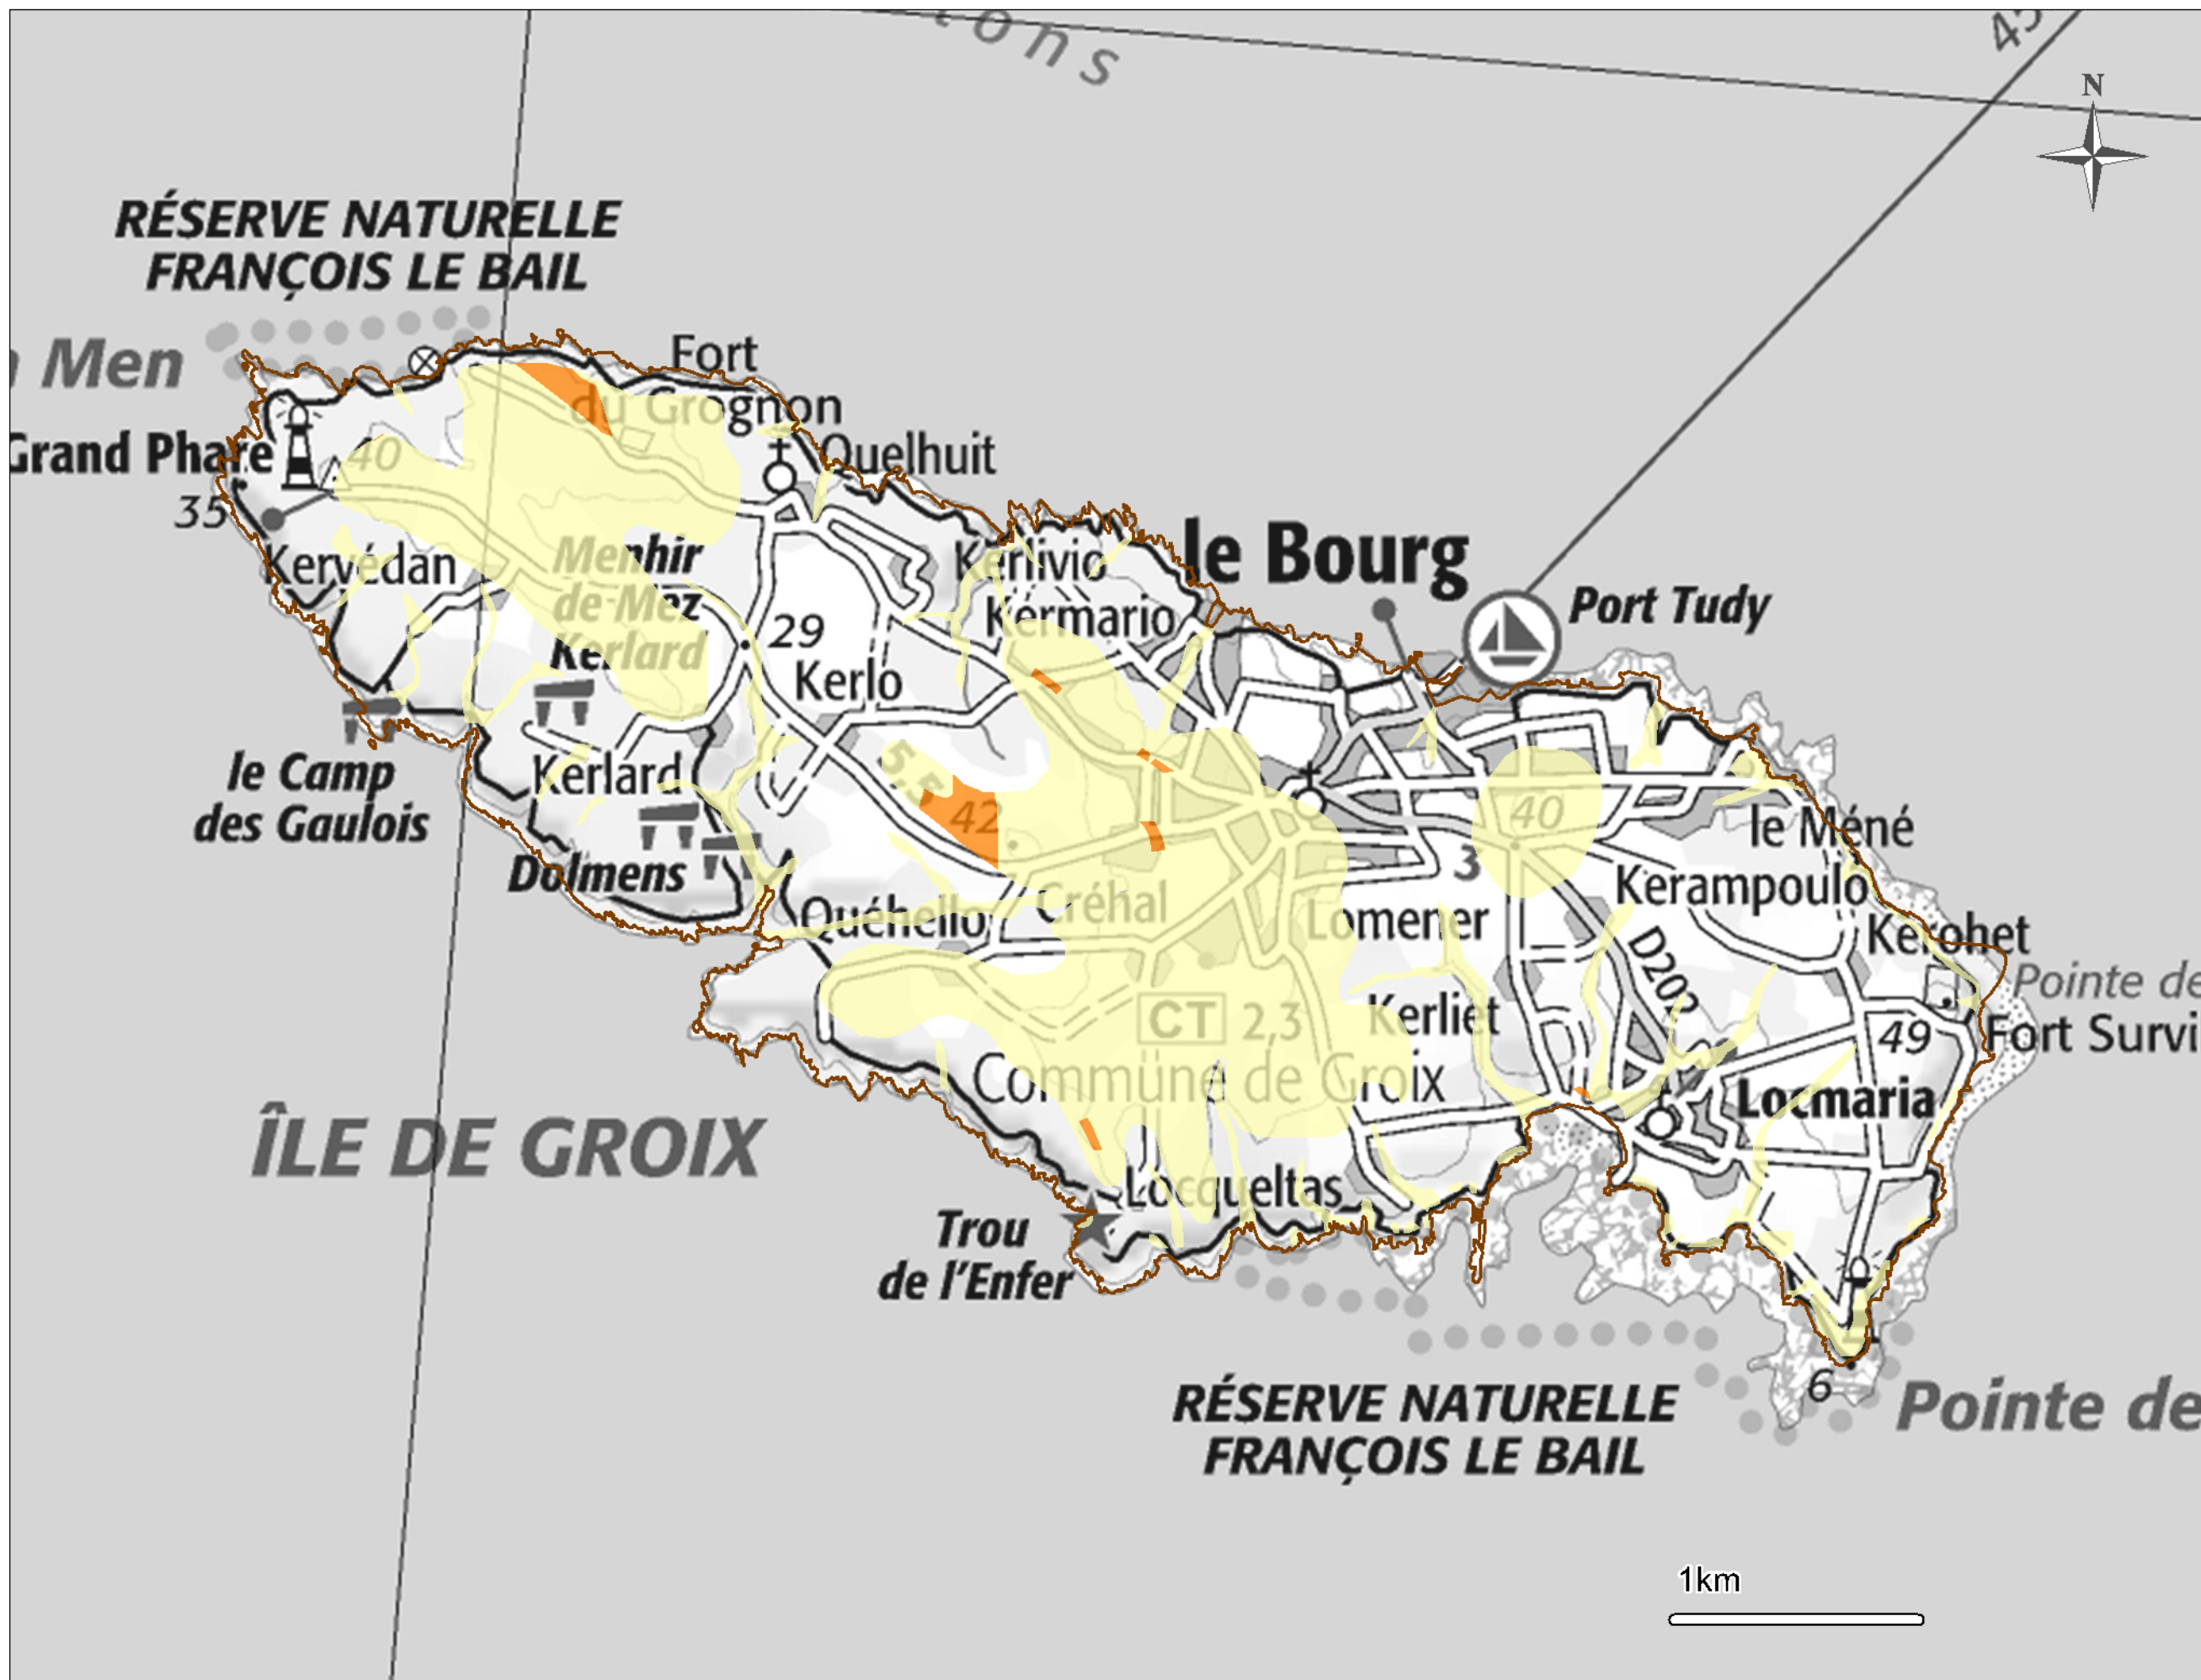 tons
45
N
RÉSERVE NATURELLE
FRANÇOIS LE BAIL
Men
Fort
du Grognon
Grand Phare
40
Quelhuit
35
Kervédan
Menhir
de Mez
Kerlard
Kerlivio
le Bourg
Kermario
Port Tudy
29
Kerlo
le Camp
des Gaulois
Kerlard
5,5
42
40
le Méné
Dolmens
3
Kerampoulo
Quéhello
Créhal
Lomener
Kerohet
D202
Pointe de
CT 2,3
Kerliet
49
Fort Survi
Commune de Groix
Locmaria
ÎLE DE GROIX
Locqueltas
Trou
de l'Enfer
6
RÉSERVE NATURELLE
FRANÇOIS LE BAIL
Pointe de
1km